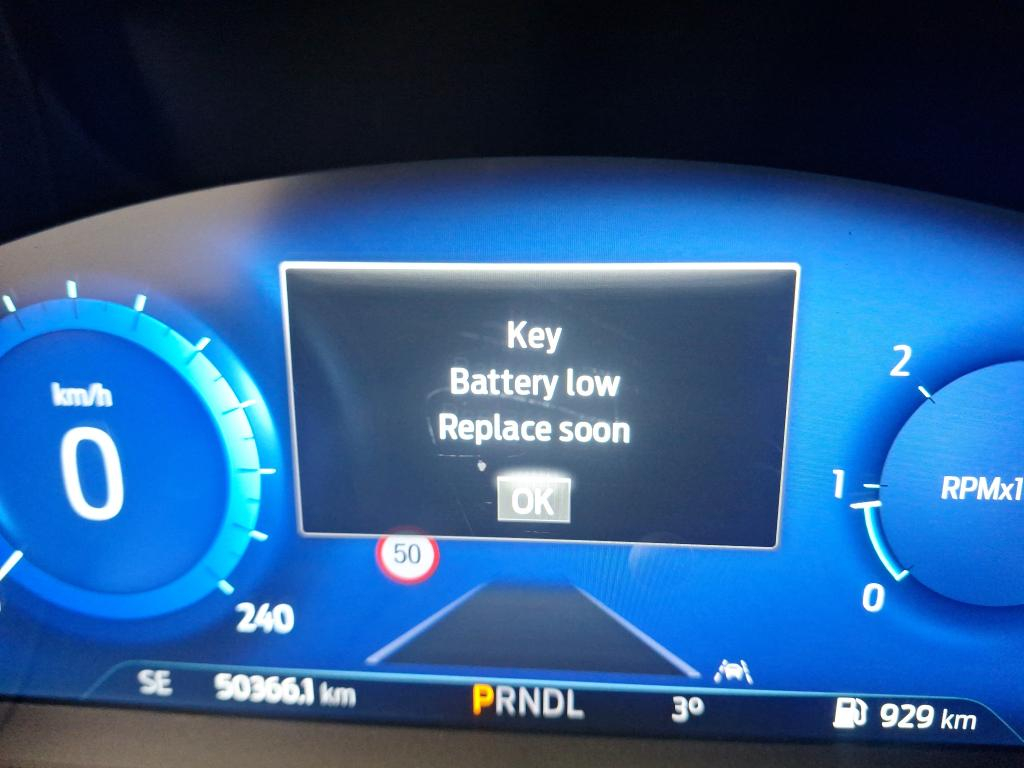 Key
Battery low
Replace soon
OK
km/h
0
240
50
2
1
0
RPMx1
SE 50366.1 km PRNDL 3º 929 km